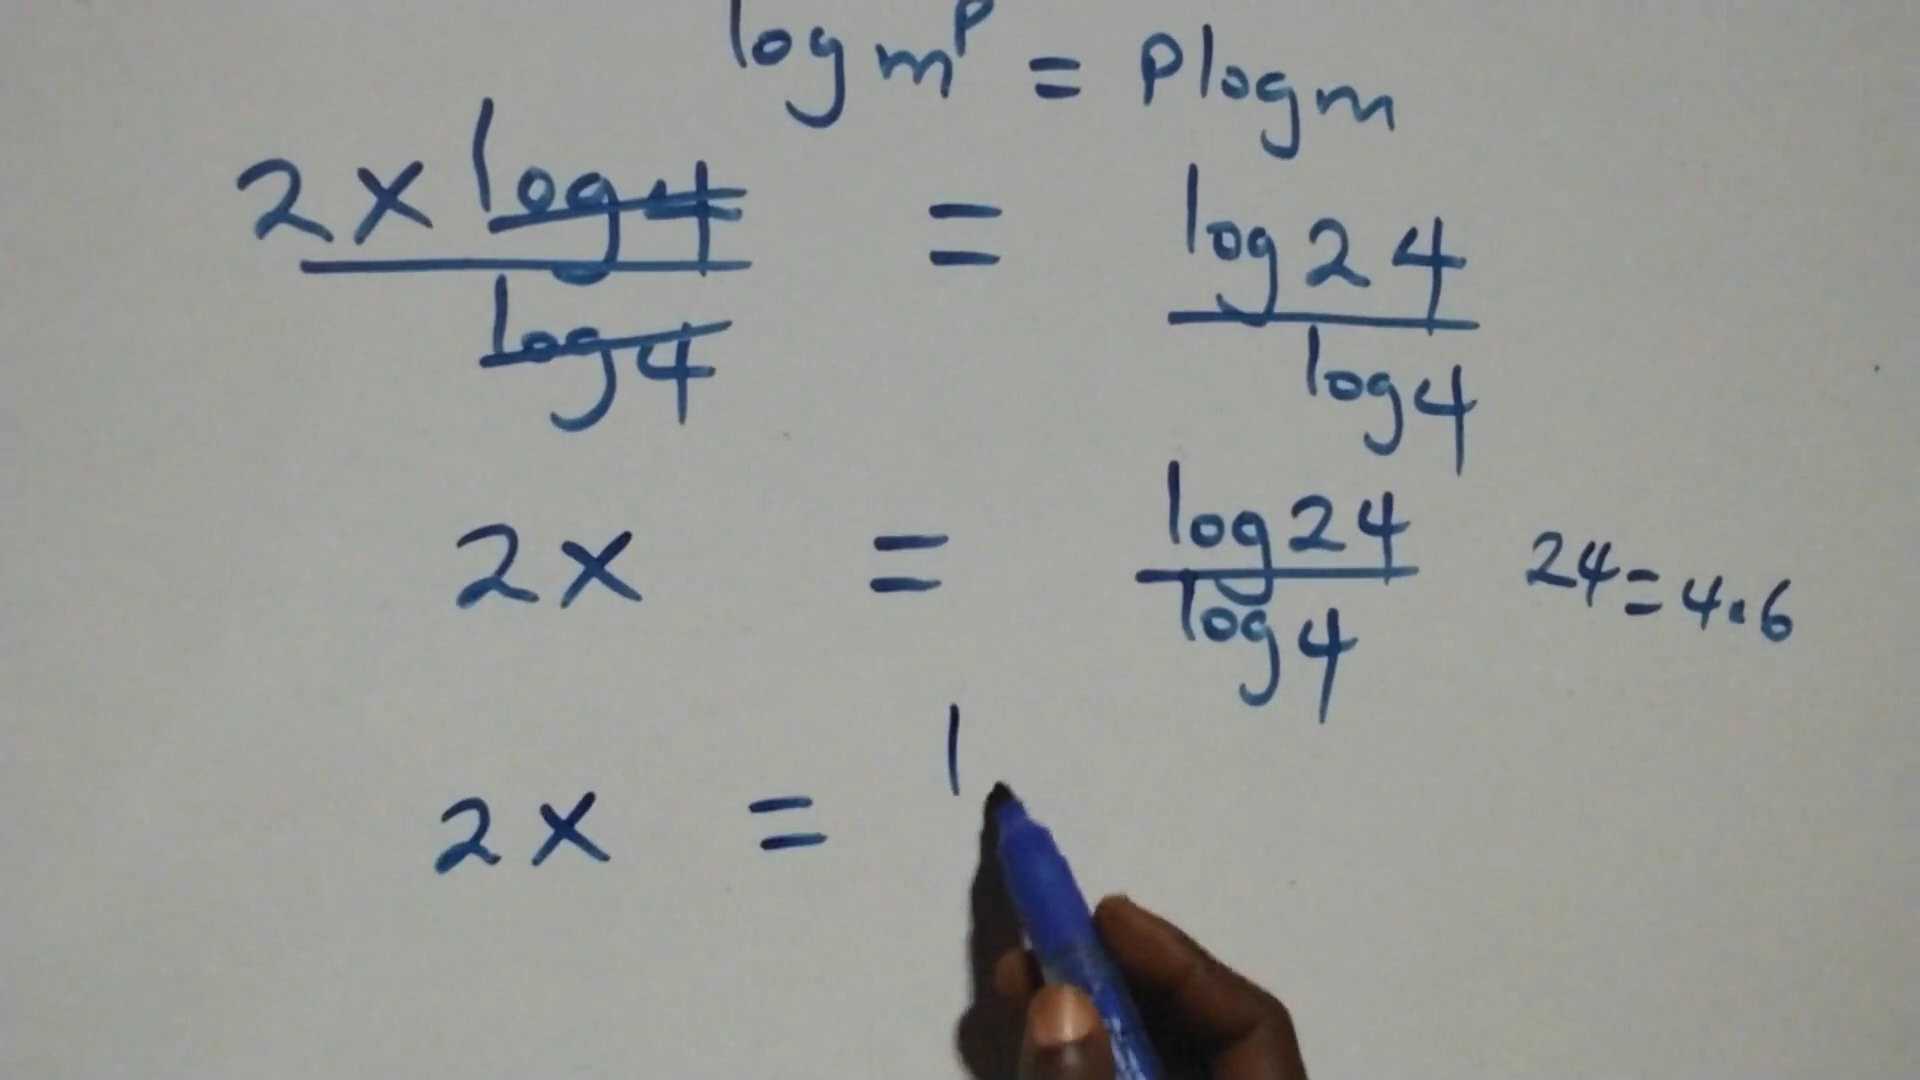 log m^p = P log m
2x log 4 / log 4 = log 24 / log 4
2x = log 24 / log 4   24 = 4 · 6
2x = l